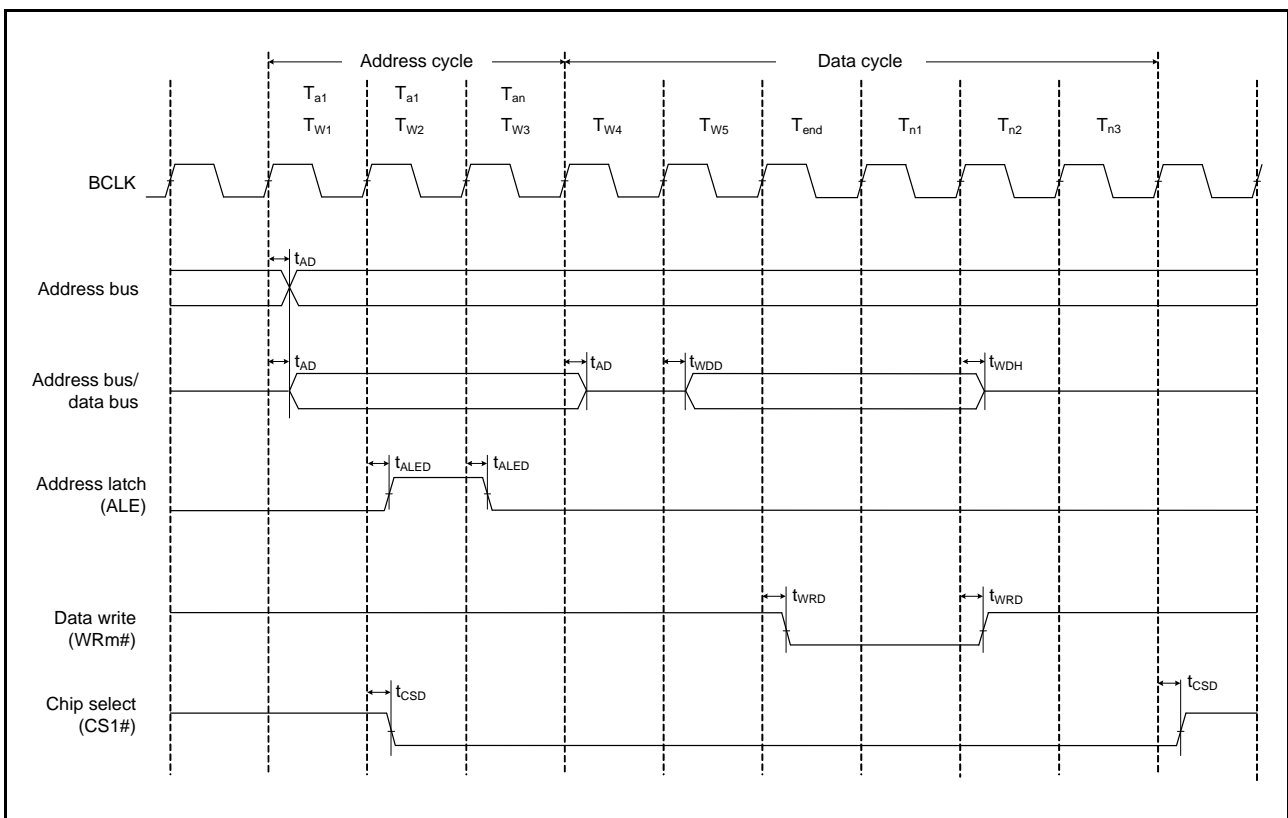 Address cycle Data cycle
Ta1 Ta1 Tan
TW1 TW2 TW3 TW4 TW5 Tend Tn1 Tn2 Tn3
BCLK
tAD
Address bus
tAD tAD tWDD tWDH
Address bus/
data bus
tALED tALED
Address latch
(ALE)
tWRD tWRD
Data write
(WRm#)
tCSD tCSD
Chip select
(CS1#)